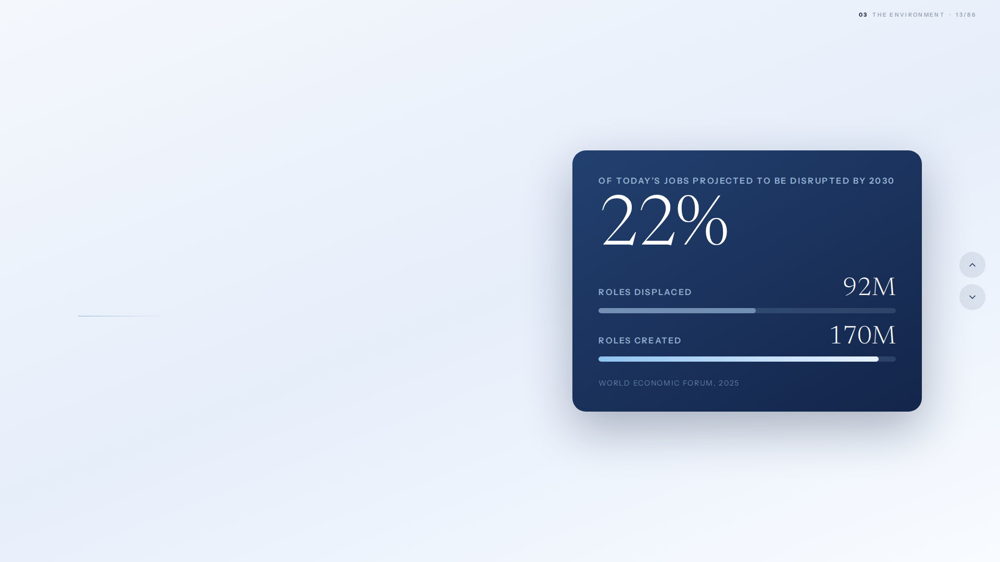 03 THE ENVIRONMENT · 13/86
OF TODAY’S JOBS PROJECTED TO BE DISRUPTED BY 2030
22%
ROLES DISPLACED 92M
ROLES CREATED 170M
WORLD ECONOMIC FORUM, 2025